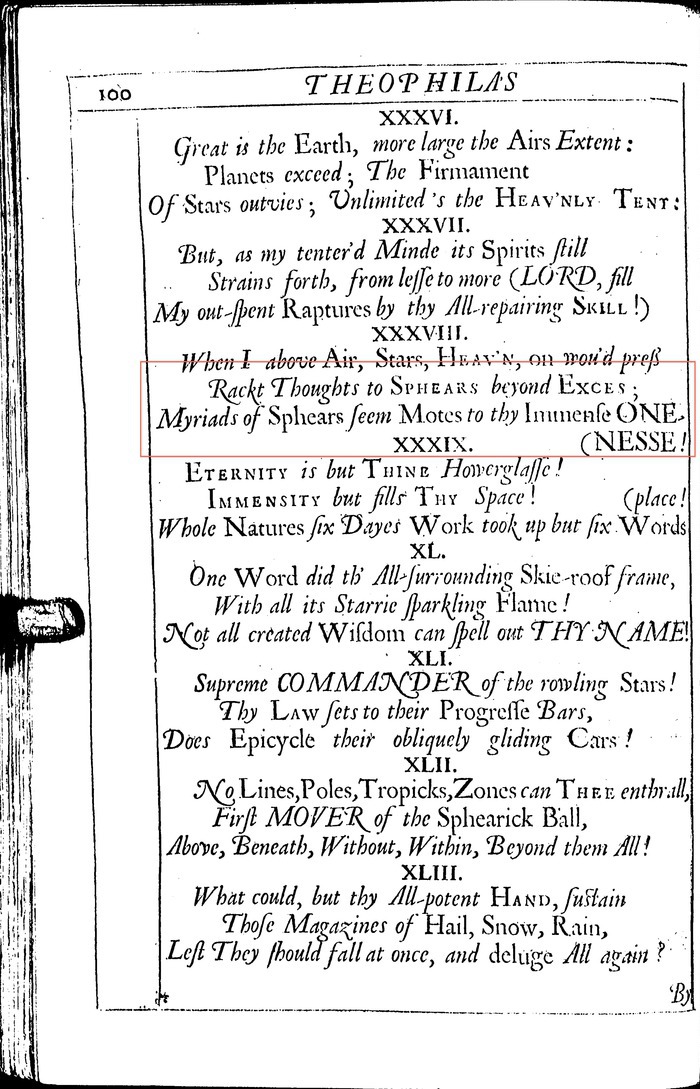 100
THEOPHILA'S
XXXVI.
Great is the Earth, more large the Airs Extent:
Planets exceed; The Firmament
Of Stars outvies; Unlimited's the HEAV'NLY TENT:
XXXVII.
But, as my tenter'd Minde its Spirits ſtill
Strains forth, from leſſe to more (LORD, fill
My out-ſpent Raptures by thy All-repairing SKILL!)
XXXVIII.
When I above Air, Stars, HEAV'N, on wou'd preſs
Rackt Thoughts to SPHEARS beyond EXCES;
Myriads of Sphears ſeem Motes to thy Immenſe ONE-
XXXIX. (NESSE!
ETERNITY is but THINE Howerglaſſe!
IMMENSITY but fills THY Space! (place!
Whole Natures ſix Dayes Work took up but ſix Words
XL.
One Word did th' All-ſurrounding Skie-roof frame,
With all its Starrie ſparkling Flame!
Not all created Wiſdom can ſpell out THY NAME!
XLI.
Supreme COMMANDER of the rowling Stars!
Thy LAW ſets to their Progreſſe Bars,
Does Epicycle their obliquely gliding Cars!
XLII.
No Lines, Poles, Tropicks, Zones can THEE enthrall,
Firſt MOVER of the Sphearick Ball,
Above, Beneath, Without, Within, Beyond them All!
XLIII.
What could, but thy All-potent HAND, ſuſtain
Thoſe Magazines of Hail, Snow, Rain,
Leſt They ſhould fall at once, and deluge All again?
By